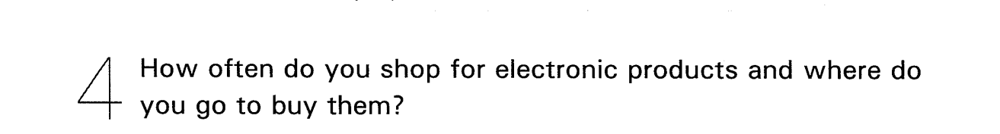 4 How often do you shop for electronic products and where do
you go to buy them?